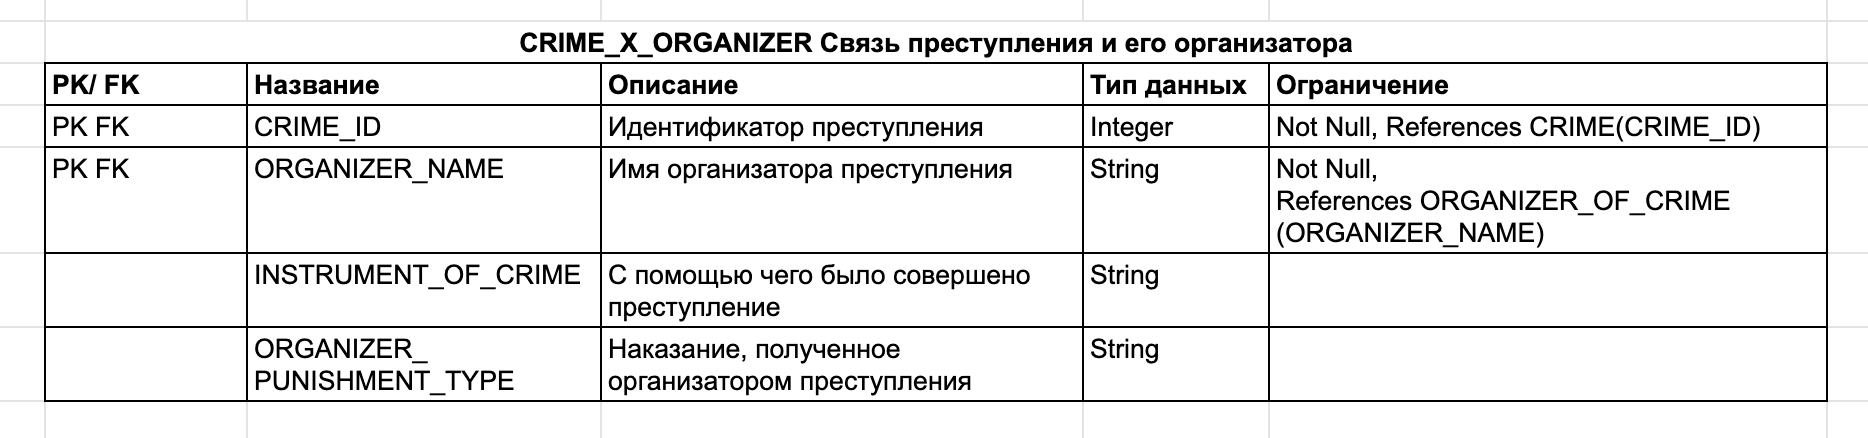 CRIME_X_ORGANIZER Связь преступления и его организатора
PK/ FK Название Описание Тип данных Ограничение
PK FK CRIME_ID Идентификатор преступления Integer Not Null, References CRIME(CRIME_ID)
PK FK ORGANIZER_NAME Имя организатора преступления String Not Null,
References ORGANIZER_OF_CRIME
(ORGANIZER_NAME)
INSTRUMENT_OF_CRIME С помощью чего было совершено String
преступление
ORGANIZER_ Наказание, полученное String
PUNISHMENT_TYPE организатором преступления